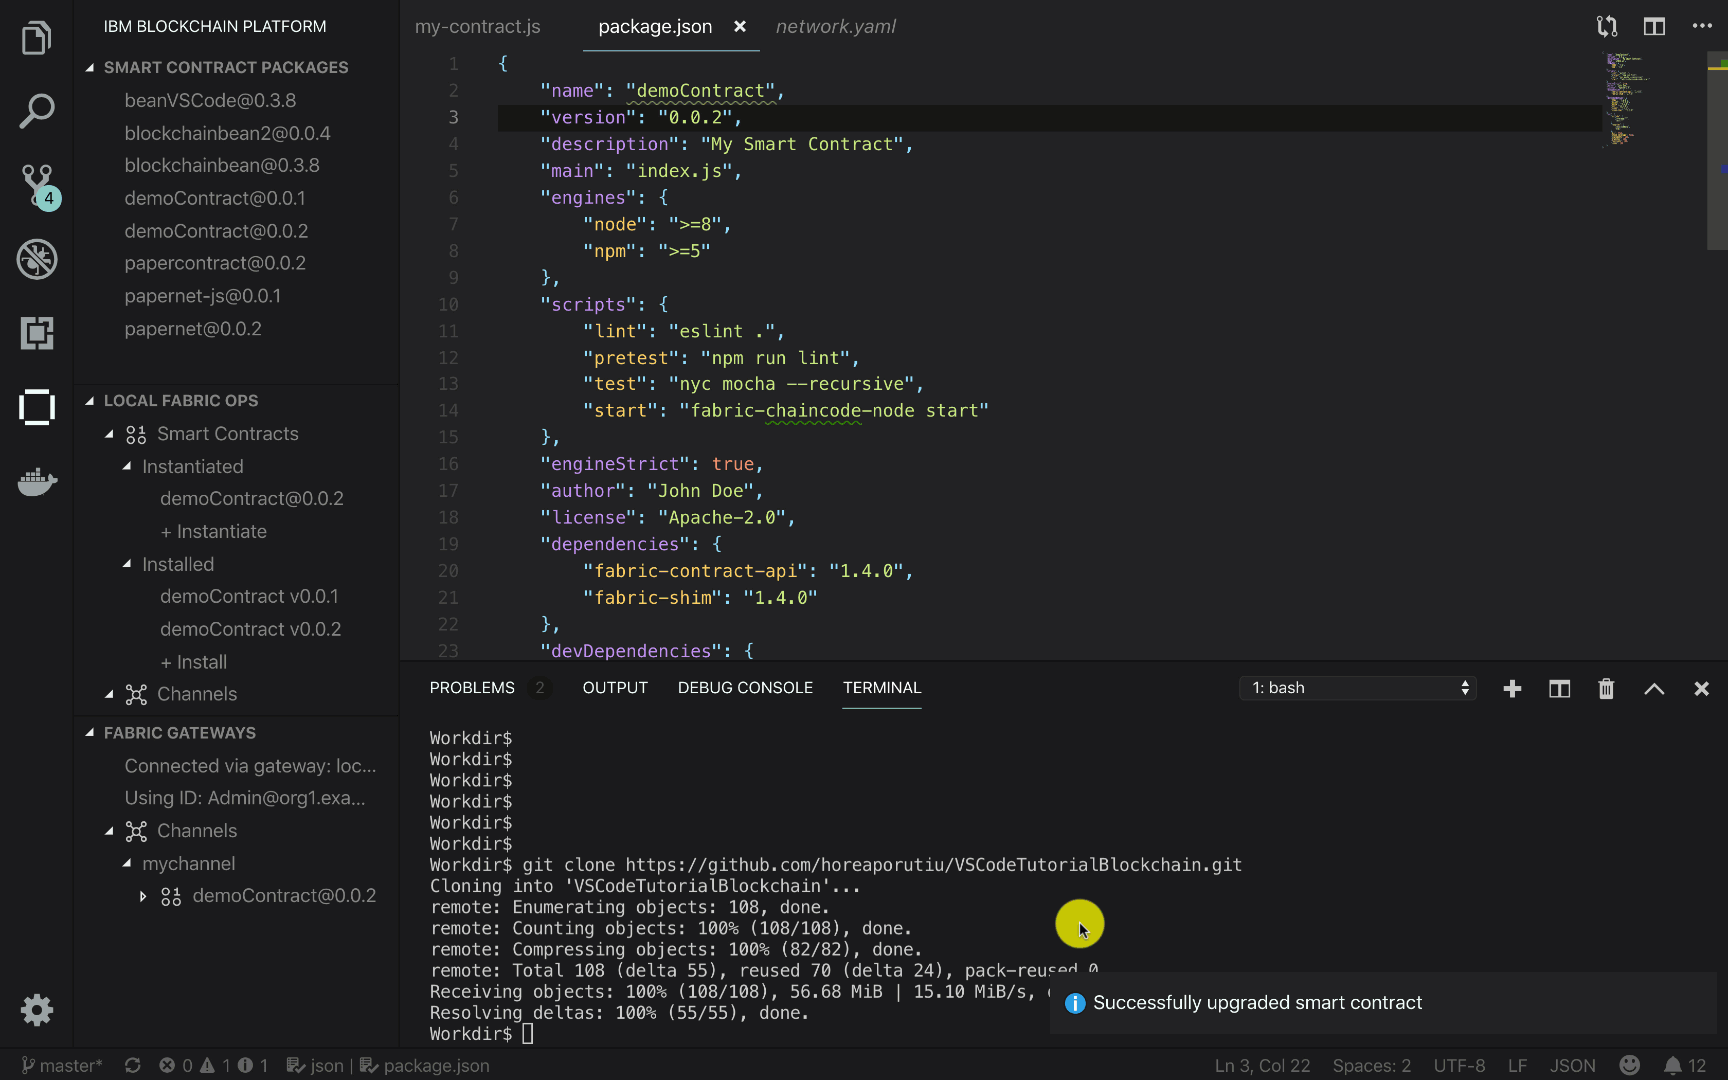 IBM BLOCKCHAIN PLATFORM
SMART CONTRACT PACKAGES
beanVSCode@0.3.8
blockchainbean2@0.0.4
blockchainbean@0.3.8
demoContract@0.0.1
demoContract@0.0.2
papercontract@0.0.2
papernet-js@0.0.1
papernet@0.0.2
4
LOCAL FABRIC OPS
Smart Contracts
Instantiated
demoContract@0.0.2
+ Instantiate
Installed
demoContract v0.0.1
demoContract v0.0.2
+ Install
Channels
FABRIC GATEWAYS
Connected via gateway: loc...
Using ID: Admin@org1.exa...
Channels
mychannel
demoContract@0.0.2
my-contract.js package.json network.yaml
1 {
2 "name": "demoContract",
3 "version": "0.0.2",
4 "description": "My Smart Contract",
5 "main": "index.js",
6 "engines": {
7 "node": ">=8",
8 "npm": ">=5"
9 },
10 "scripts": {
11 "lint": "eslint .",
12 "pretest": "npm run lint",
13 "test": "nyc mocha --recursive",
14 "start": "fabric-chaincode-node start"
15 },
16 "engineStrict": true,
17 "author": "John Doe",
18 "license": "Apache-2.0",
19 "dependencies": {
20 "fabric-contract-api": "1.4.0",
21 "fabric-shim": "1.4.0"
22 },
23 "devDependencies": {
PROBLEMS 2 OUTPUT DEBUG CONSOLE TERMINAL 1: bash
Workdir$
Workdir$
Workdir$
Workdir$
Workdir$
Workdir$
Workdir$ git clone https://github.com/horeaporutiu/VSCodeTutorialBlockchain.git
Cloning into 'VSCodeTutorialBlockchain'...
remote: Enumerating objects: 108, done.
remote: Counting objects: 100% (108/108), done.
remote: Compressing objects: 100% (82/82), done.
remote: Total 108 (delta 55), reused 70 (delta 24), pack-reused 0
Receiving objects: 100% (108/108), 56.68 MiB | 15.10 MiB/s,
Resolving deltas: 100% (55/55), done.
Workdir$
Successfully upgraded smart contract
master* 0 1 1 json | package.json Ln 3, Col 22 Spaces: 2 UTF-8 LF JSON 12